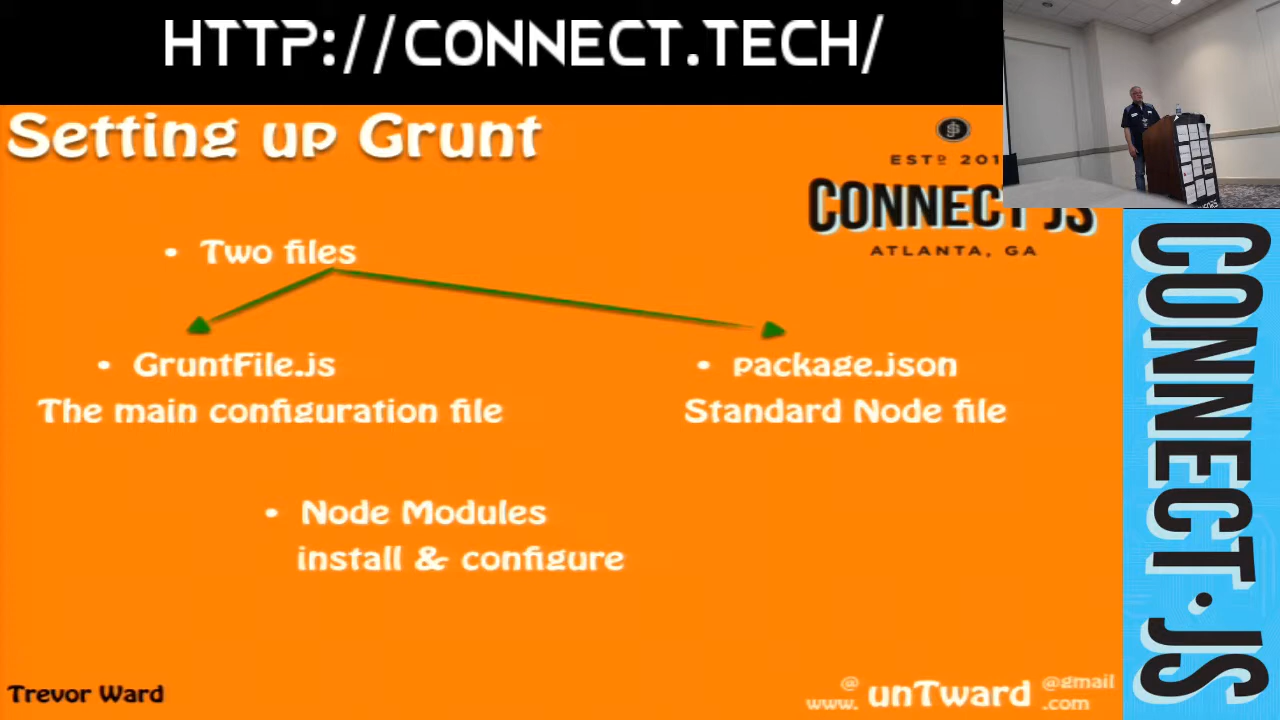 HTTP://CONNECT.TECH/
Setting up Grunt
ESTD 201
CONNECT JS
ATLANTA, GA
• Two files
• GruntFile.js
The main configuration file
• package.json
Standard Node file
• Node Modules
install & configure
Trevor Ward
@ unTward @gmail
www. .com
CONNECT·JS